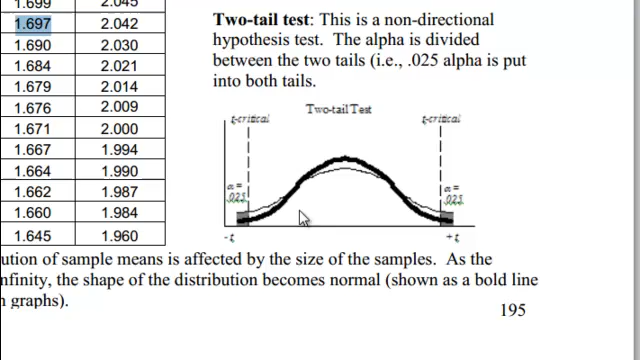 1.699 2.045
1.697 2.042
1.690 2.030
1.684 2.021
1.679 2.014
1.676 2.009
1.671 2.000
1.667 1.994
1.664 1.990
1.662 1.987
1.660 1.984
1.645 1.960
Two-tail test: This is a non-directional
hypothesis test. The alpha is divided
between the two tails (i.e., .025 alpha is put
into both tails.
Two-tail Test
t-critical t-critical
α = α =
.025 .025
-t +t
ution of sample means is affected by the size of the samples. As the
nfinity, the shape of the distribution becomes normal (shown as a bold line
n graphs).
195